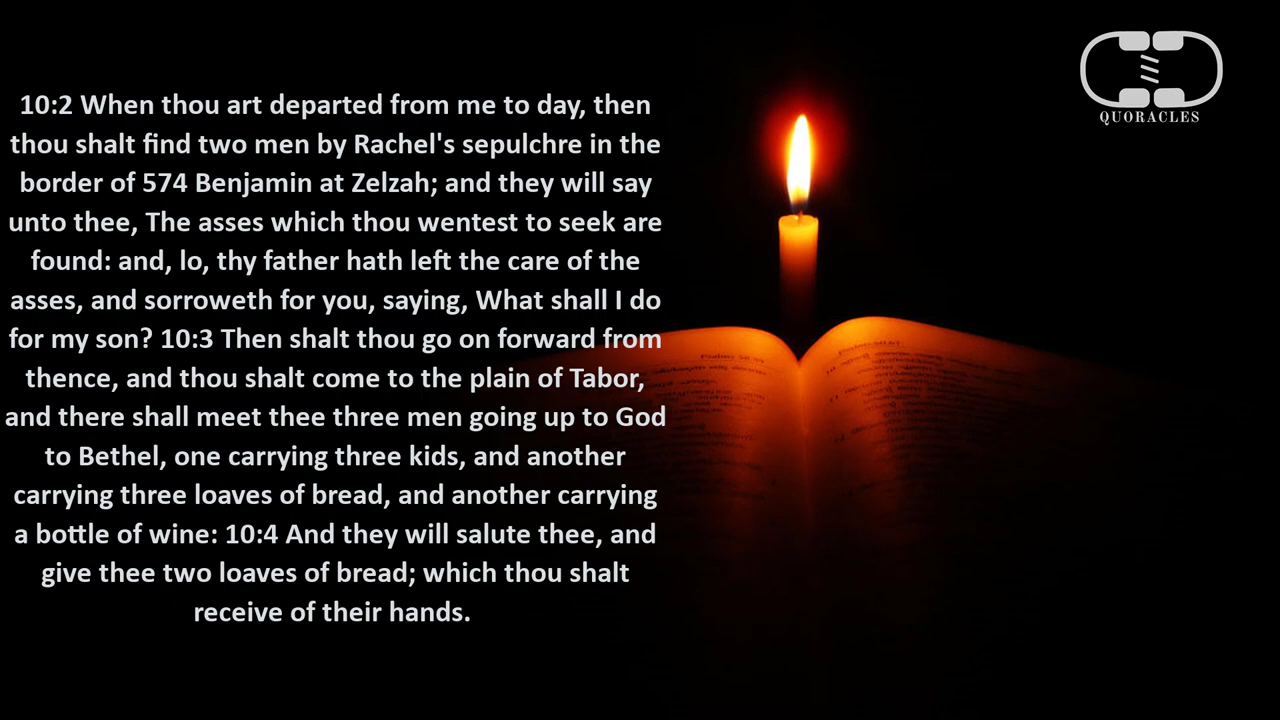 10:2 When thou art departed from me to day, then
thou shalt find two men by Rachel's sepulchre in the
border of 574 Benjamin at Zelzah; and they will say
unto thee, The asses which thou wentest to seek are
found: and, lo, thy father hath left the care of the
asses, and sorroweth for you, saying, What shall I do
for my son? 10:3 Then shalt thou go on forward from
thence, and thou shalt come to the plain of Tabor,
and there shall meet thee three men going up to God
to Bethel, one carrying three kids, and another
carrying three loaves of bread, and another carrying
a bottle of wine: 10:4 And they will salute thee, and
give thee two loaves of bread; which thou shalt
receive of their hands.
QUORACLES